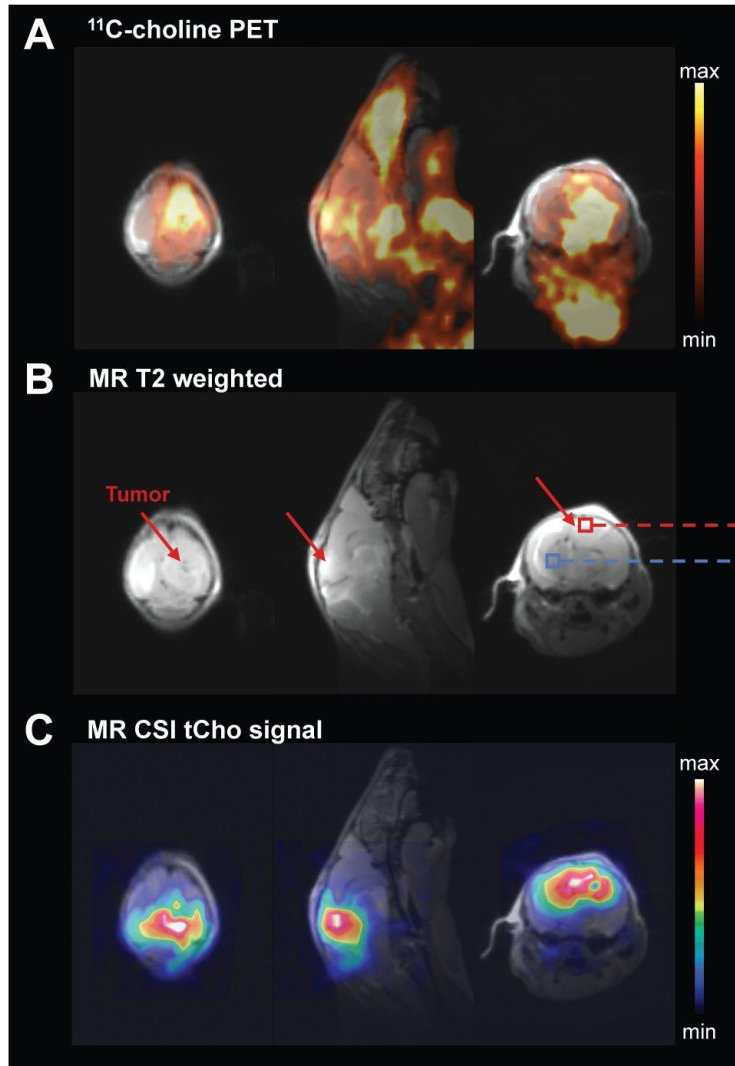 A
¹¹C-choline PET
max
min
B
MR T2 weighted
Tumor
C
MR CSI tCho signal
max
min